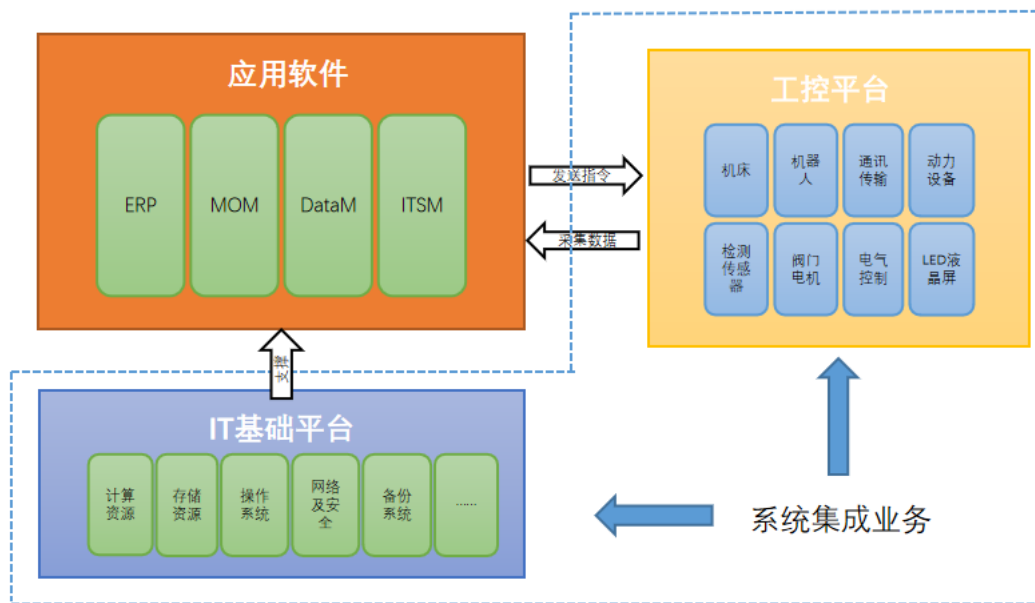 应用软件
ERP
MOM
DataM
ITSM
发送指令
采集数据
工控平台
机床
机器
人
通讯
传输
动力
设备
检测
传感
器
阀门
电机
电气
控制
LED液
晶屏
支撑
IT基础平台
计算
资源
存储
资源
操作
系统
网络
及安
全
备份
系统
......
系统集成业务